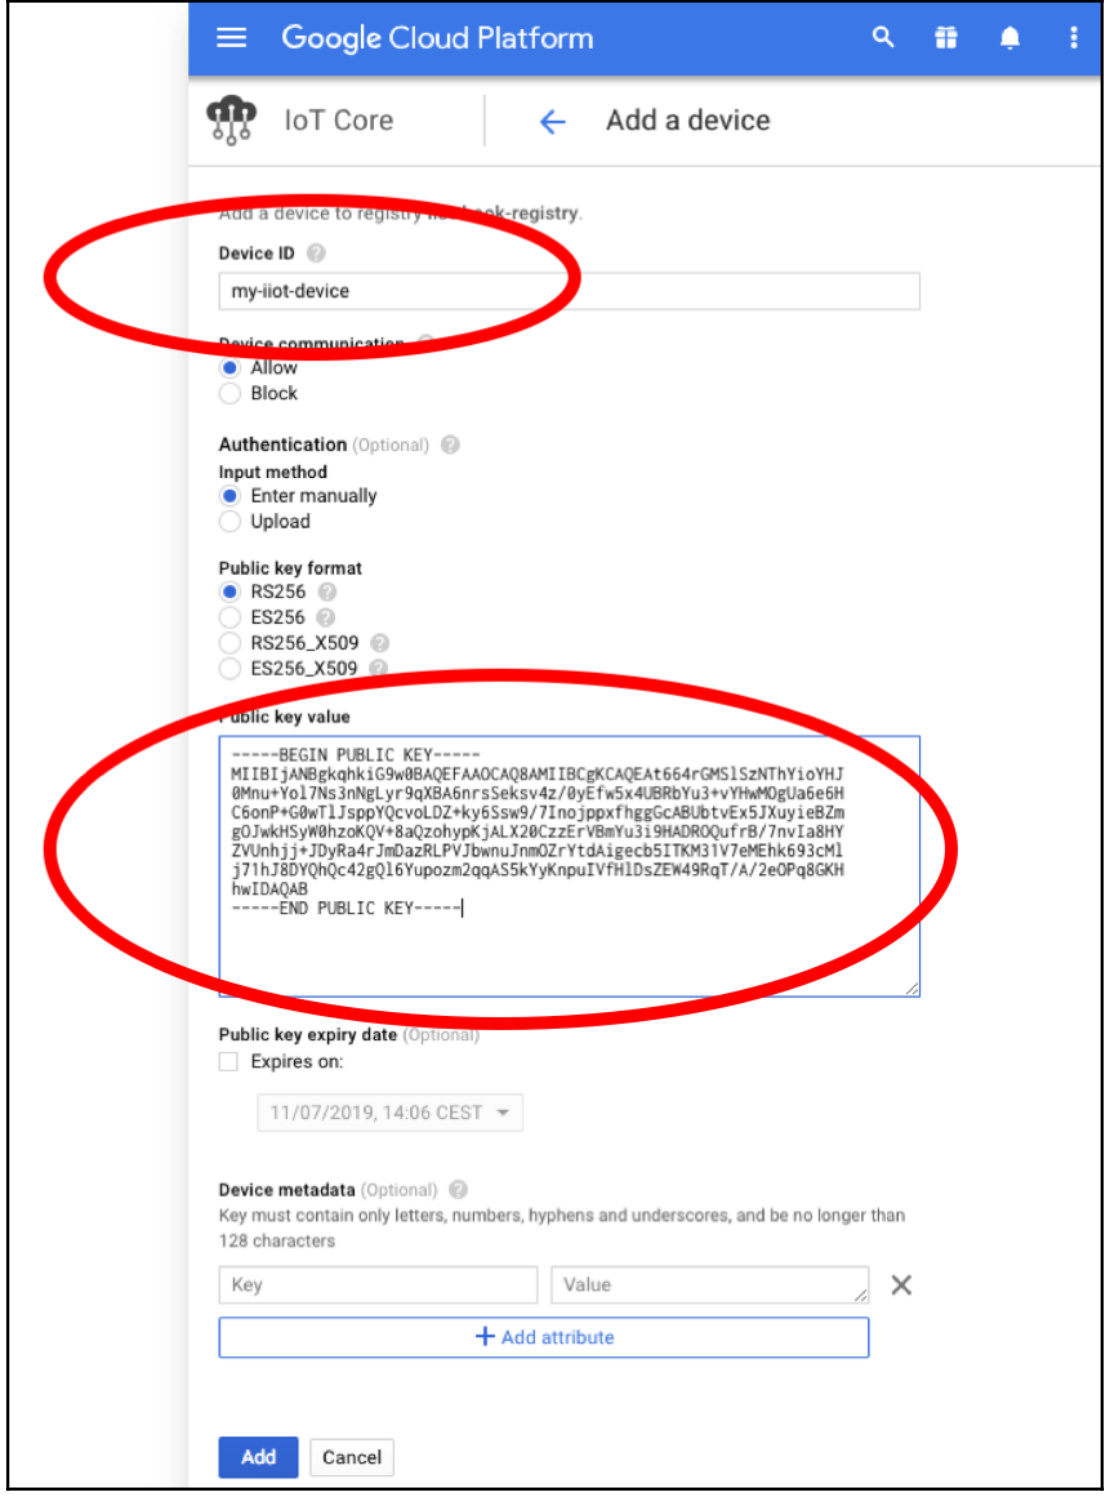 Google Cloud Platform
IoT Core
Add a device
Add a device to registry book-registry.
Device ID
my-iiot-device
Device communication
Allow
Block
Authentication (Optional)
Input method
Enter manually
Upload
Public key format
RS256
ES256
RS256_X509
ES256_X509
Public key value
-----BEGIN PUBLIC KEY-----
MIIBIjANBgkqhkiG9w0BAQEFAAOCAQ8AMIIBCgKCAQEAt664rGMSlSzNThYioYHJ
0Mnu+Yol7Ns3nNgLyr9qXBA6nrsSeksv4z/0yEfw5x4UBRbYu3+vYHwMOgUa6e6H
C6onP+G0wTlJsppYQcvoLDZ+ky6Ssw9/7InojppxfhggGcABUbtvEx5JXuyieBZm
gOJwkHSyW0hzoKQV+8aQzohypKjALX20CzzErVBmYu3i9HADROQufrB/7nvIa8HY
ZVUnhjj+JDyRa4rJmDazRLPVJbwnuJnmOZrYtdAigecb5ITKM31V7eMEhk693cMl
j71hJ8DYQhQc42gQl6Yupozm2qqAS5kYyKnpuIVfHlDsZEW49RqT/A/2eOPq8GKH
hwIDAQAB
-----END PUBLIC KEY-----
Public key expiry date (Optional)
Expires on:
11/07/2019, 14:06 CEST
Device metadata (Optional)
Key must contain only letters, numbers, hyphens and underscores, and be no longer than
128 characters
Key
Value
Add attribute
Add
Cancel